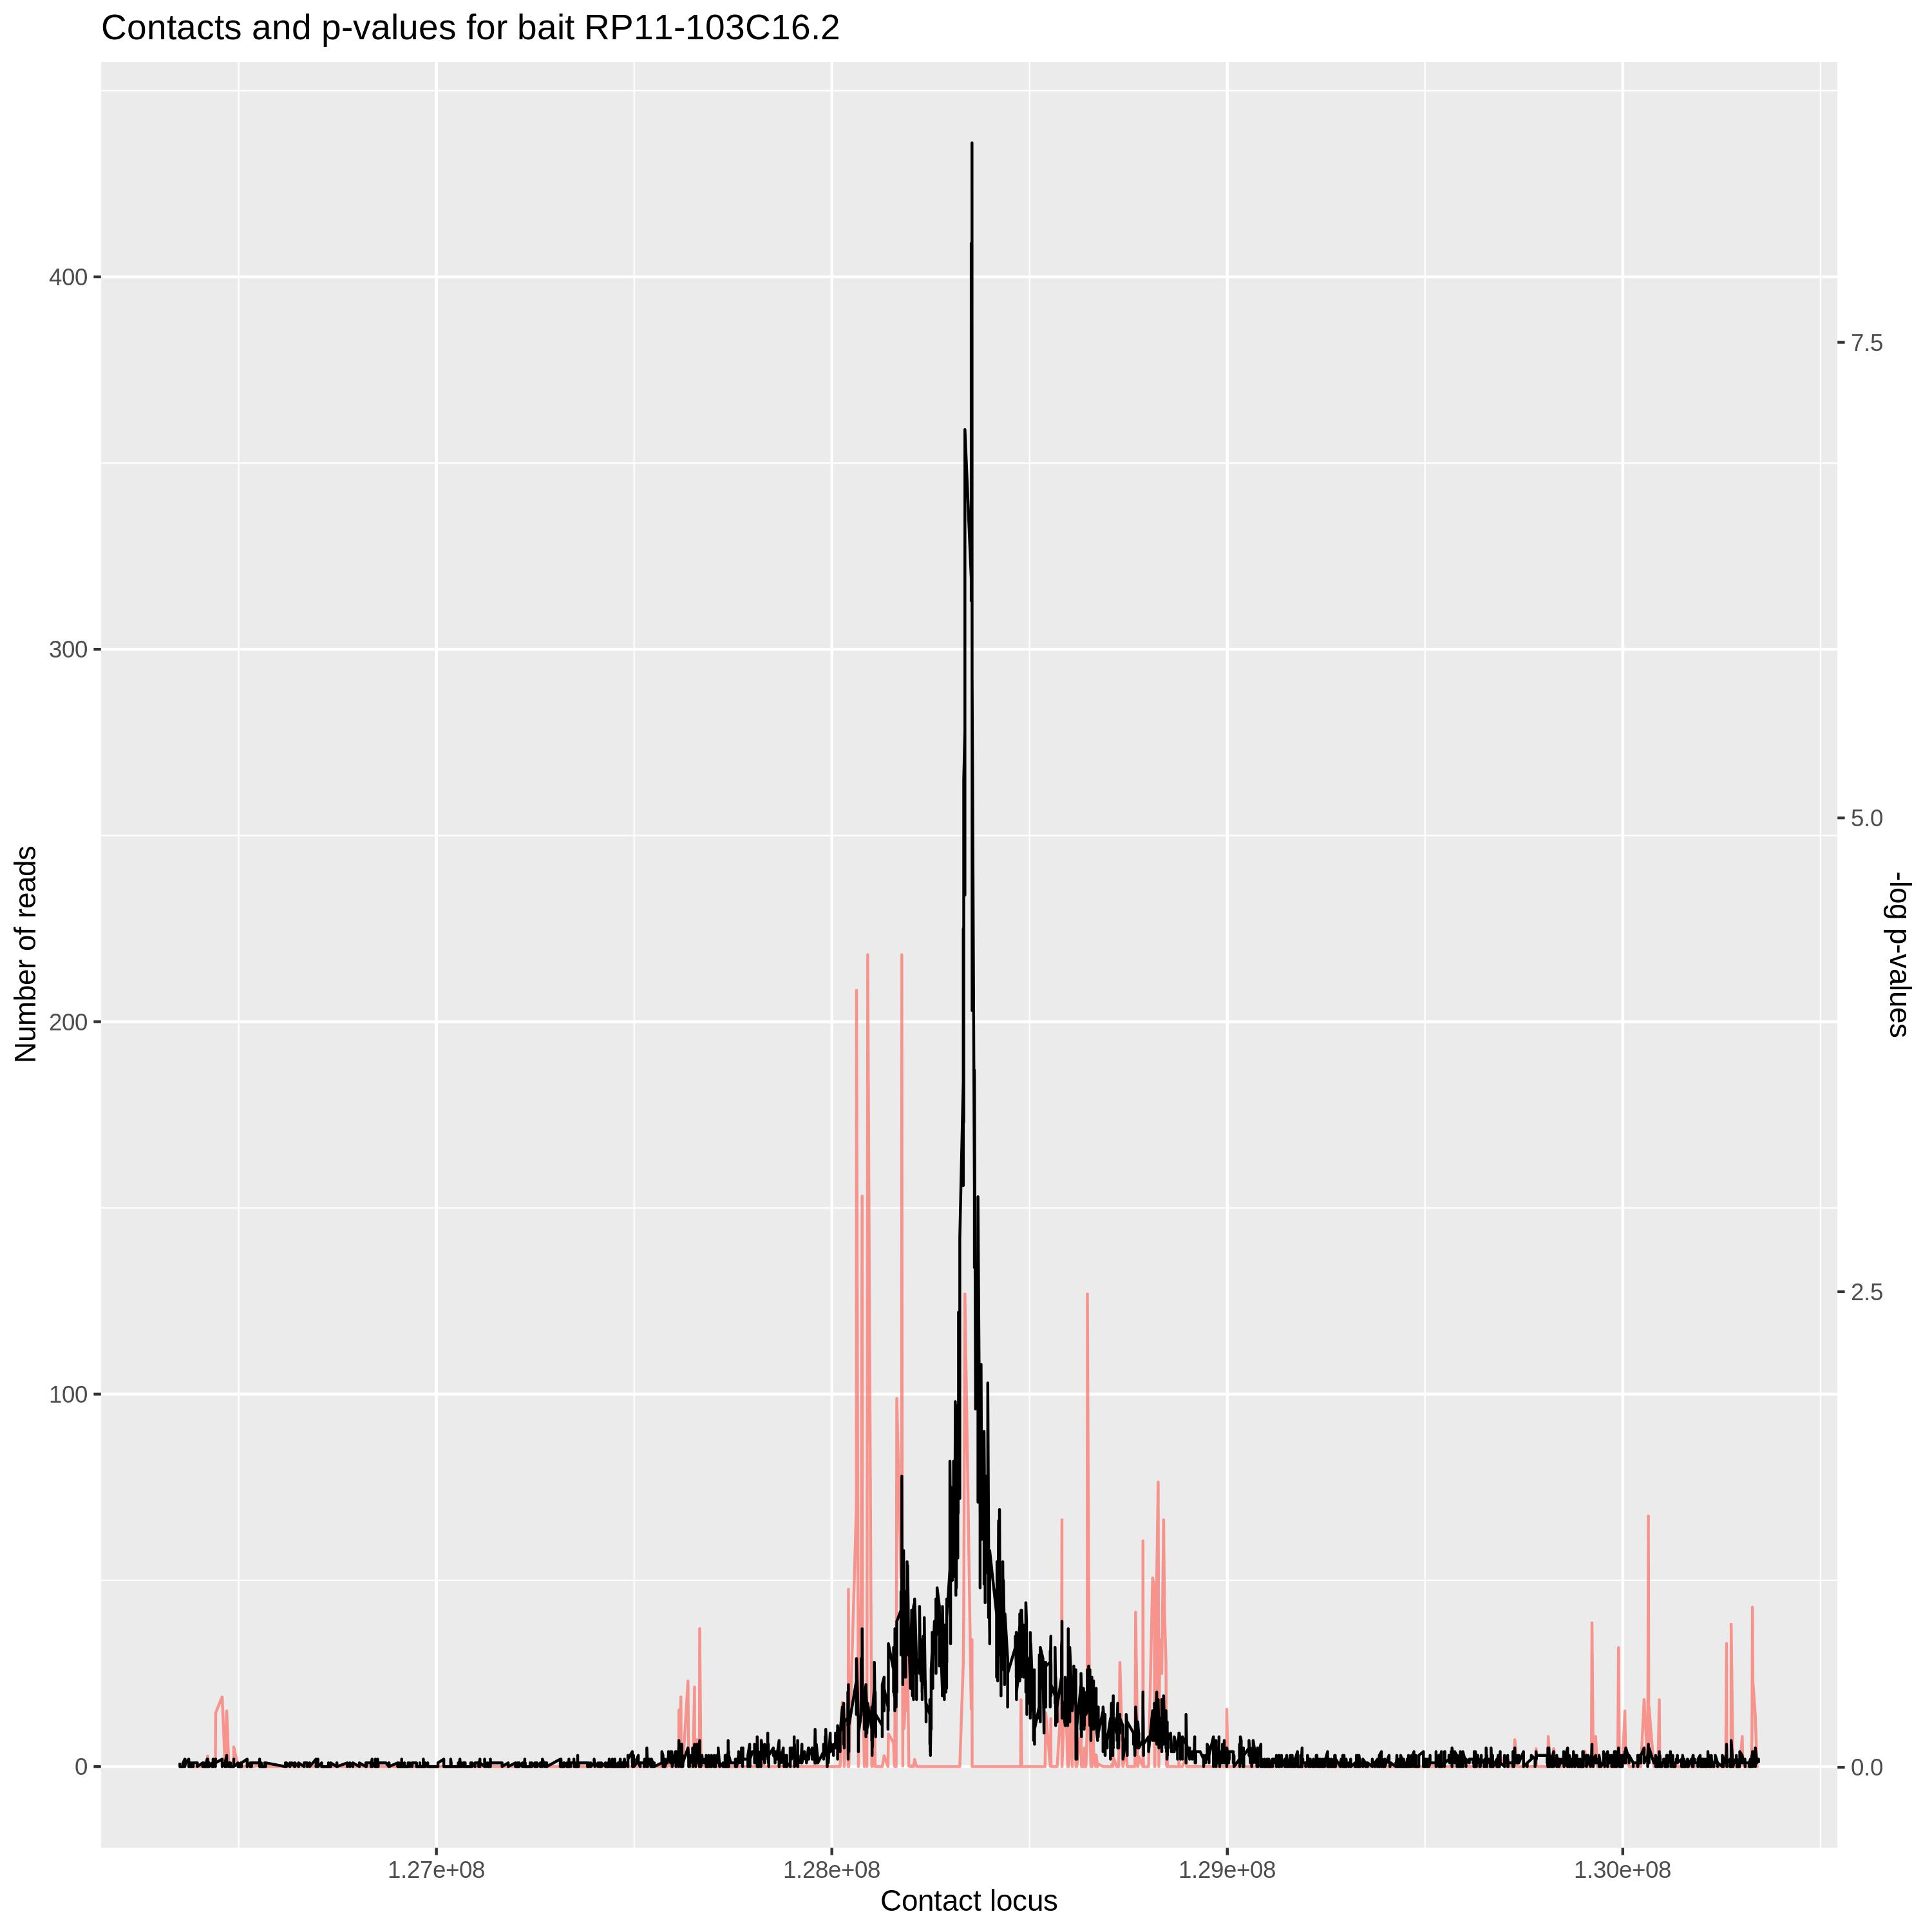 Contacts and p-values for bait RP11-103C16.2
400
300
200
100
0
Number of reads
7.5
5.0
2.5
0.0
-log p-values
1.27e+08
1.28e+08
1.29e+08
1.30e+08
Contact locus